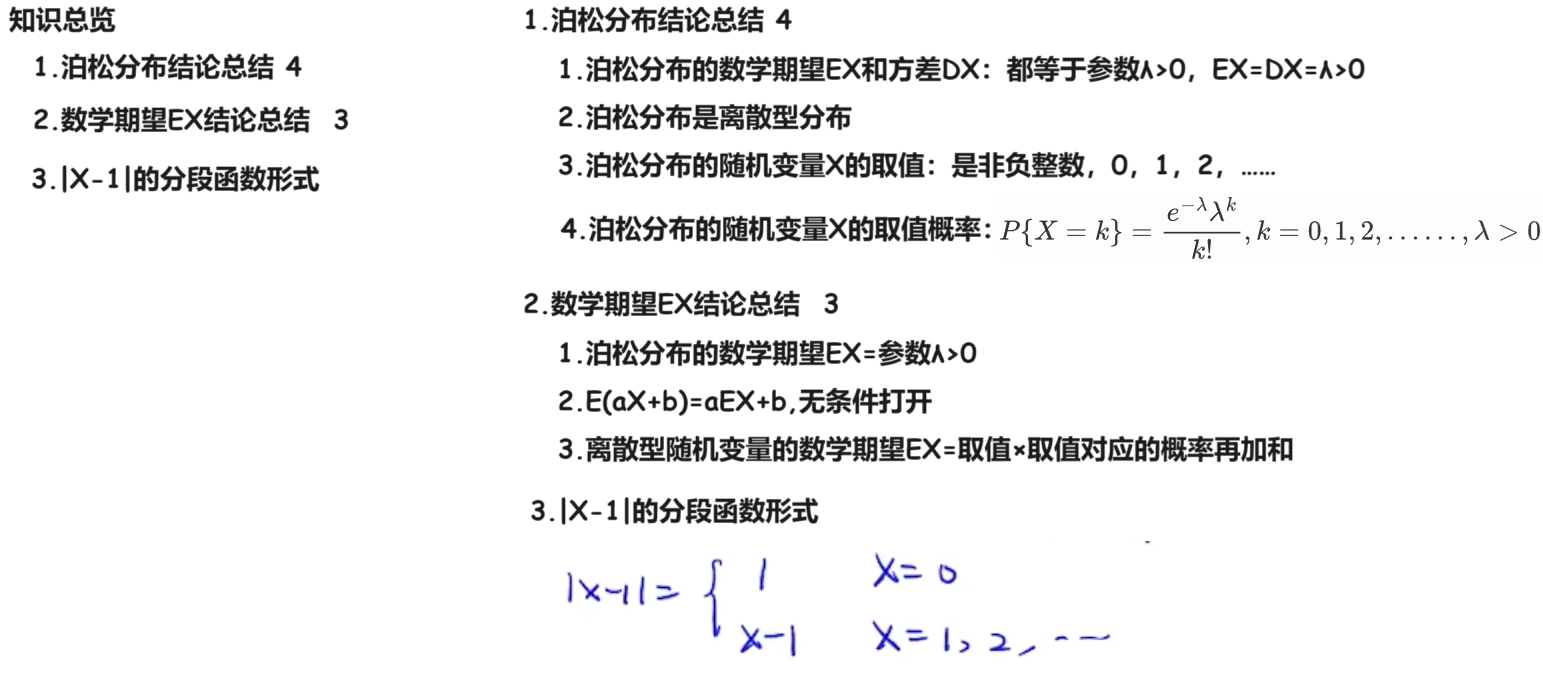 知识总览
1.泊松分布结论总结 4
2.数学期望EX结论总结 3
3.|X-1|的分段函数形式
1.泊松分布结论总结 4
1.泊松分布的数学期望EX和方差DX：都等于参数λ>0，EX=DX=λ>0
2.泊松分布是离散型分布
3.泊松分布的随机变量X的取值：是非负整数，0，1，2，……
4.泊松分布的随机变量X的取值概率：P{X = k} = \frac{e^{-λ}λ^k}{k!}, k = 0, 1, 2, ......, λ > 0
2.数学期望EX结论总结 3
1.泊松分布的数学期望EX=参数λ>0
2.E(aX+b)=aEX+b,无条件打开
3.离散型随机变量的数学期望EX=取值×取值对应的概率再加和
3.|X-1|的分段函数形式
|X-1|= { 1 X=0
X-1 X=1, 2, ...